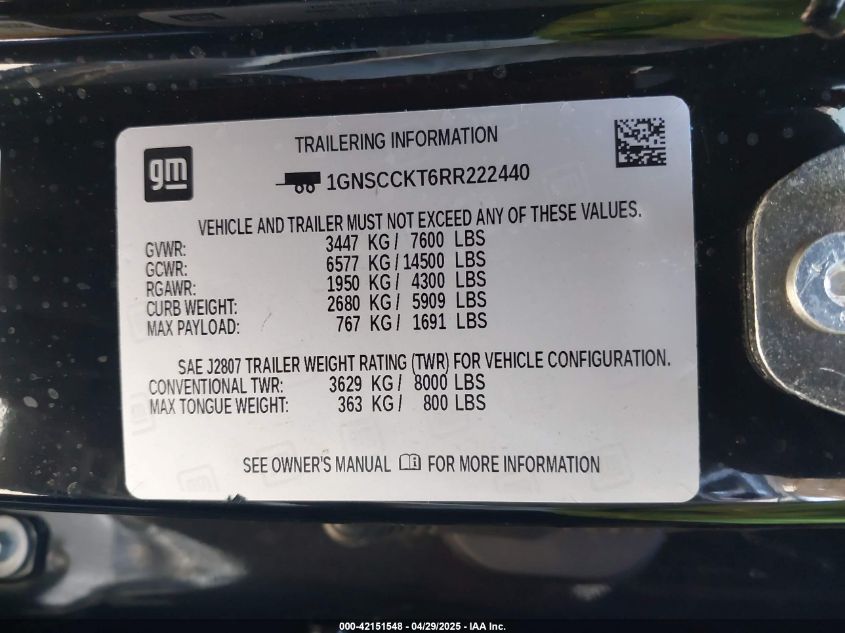 TRAILERING INFORMATION
gm
1GNSCCKT6RR222440
VEHICLE AND TRAILER MUST NOT EXCEED ANY OF THESE VALUES.
GVWR: 3447 KG / 7600 LBS
GCWR: 6577 KG /14500 LBS
RGAWR: 1950 KG / 4300 LBS
CURB WEIGHT: 2680 KG / 5909 LBS
MAX PAYLOAD: 767 KG / 1691 LBS
SAE J2807 TRAILER WEIGHT RATING (TWR) FOR VEHICLE CONFIGURATION.
CONVENTIONAL TWR: 3629 KG / 8000 LBS
MAX TONGUE WEIGHT: 363 KG / 800 LBS
SEE OWNER'S MANUAL FOR MORE INFORMATION
000-42151548 - 04/29/2025 - IAA Inc.